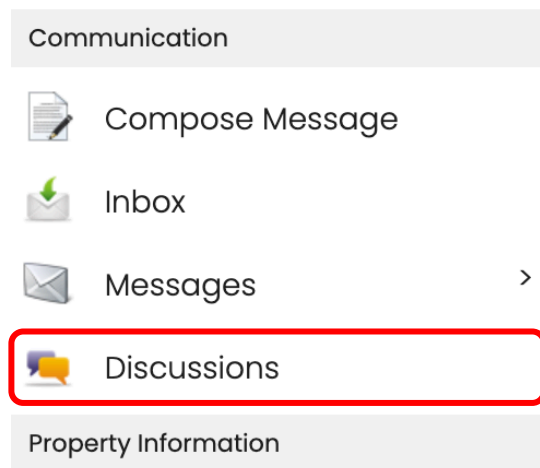 Communication
Compose Message
Inbox
Messages
Discussions
Property Information